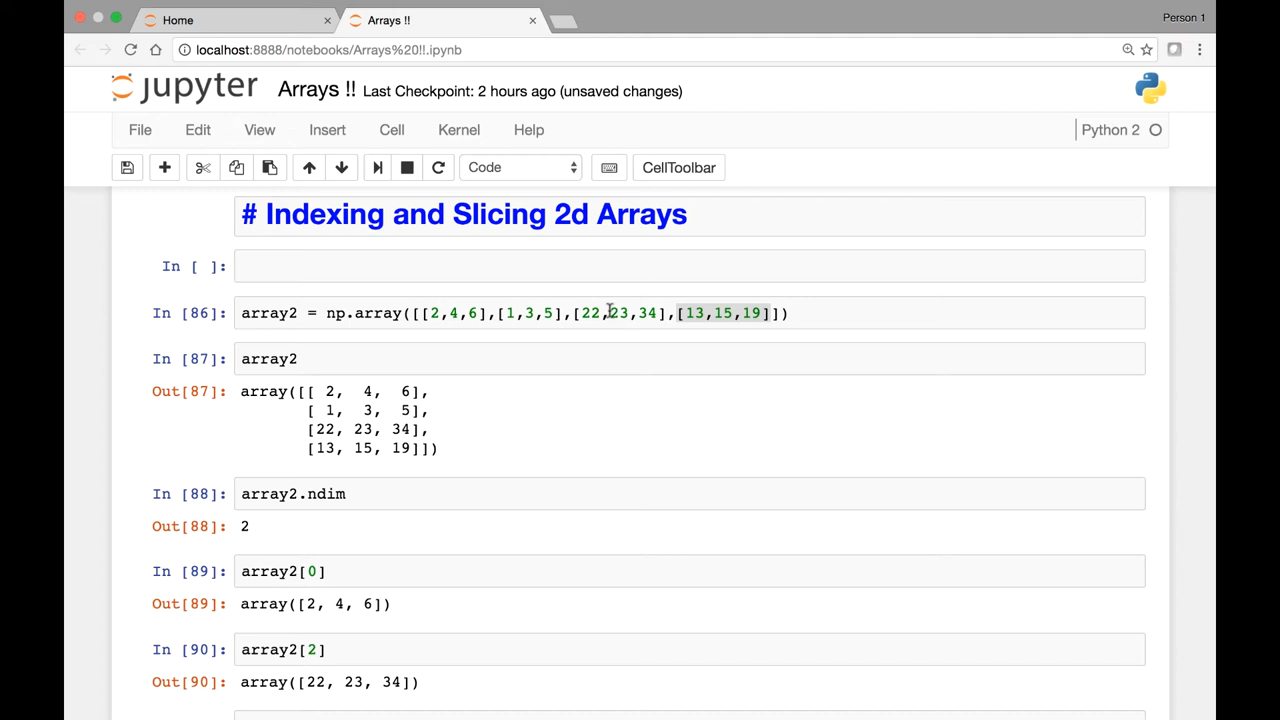 Home
Arrays !!
Person 1
localhost:8888/notebooks/Arrays%20!!.ipynb
jupyter Arrays !! Last Checkpoint: 2 hours ago (unsaved changes)
File Edit View Insert Cell Kernel Help Python 2
Code CellToolbar
# Indexing and Slicing 2d Arrays
In [ ]:
In [86]: array2 = np.array([[2,4,6],[1,3,5],[22,23,34],[13,15,19]])
In [87]: array2
Out[87]: array([[ 2,  4,  6],
[ 1,  3,  5],
[22, 23, 34],
[13, 15, 19]])
In [88]: array2.ndim
Out[88]: 2
In [89]: array2[0]
Out[89]: array([2, 4, 6])
In [90]: array2[2]
Out[90]: array([22, 23, 34])